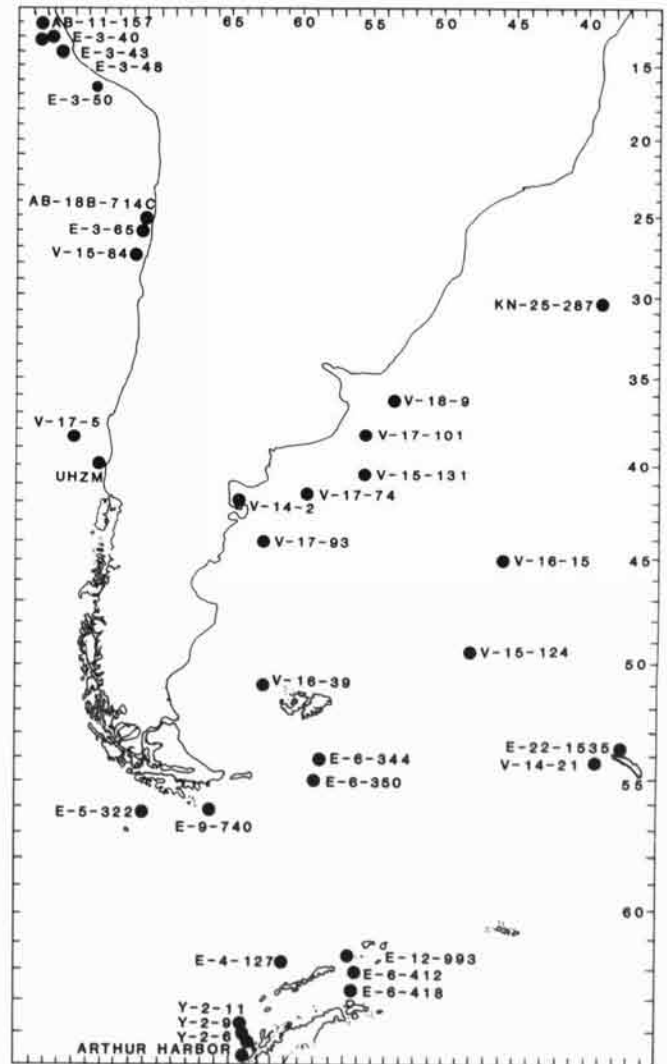 65 60 55 50 45 40
AB-11-157
E-3-40
E-3-43
E-3-48
E-3-50
15
20
AB-18B-714C
25
E-3-65
V-15-84
KN-25-287
30
35
V-18-9
V-17-5
V-17-101
UHZM
V-15-131
40
V-17-74
V-14-2
V-17-93
V-16-15
45
V-15-124
50
V-16-39
E-22-1535
E-6-344
V-14-21
E-6-350
55
E-5-322
E-9-740
60
E-4-127
E-12-993
E-6-412
E-6-418
Y-2-11
Y-2-9
Y-2-6
ARTHUR HARBOR